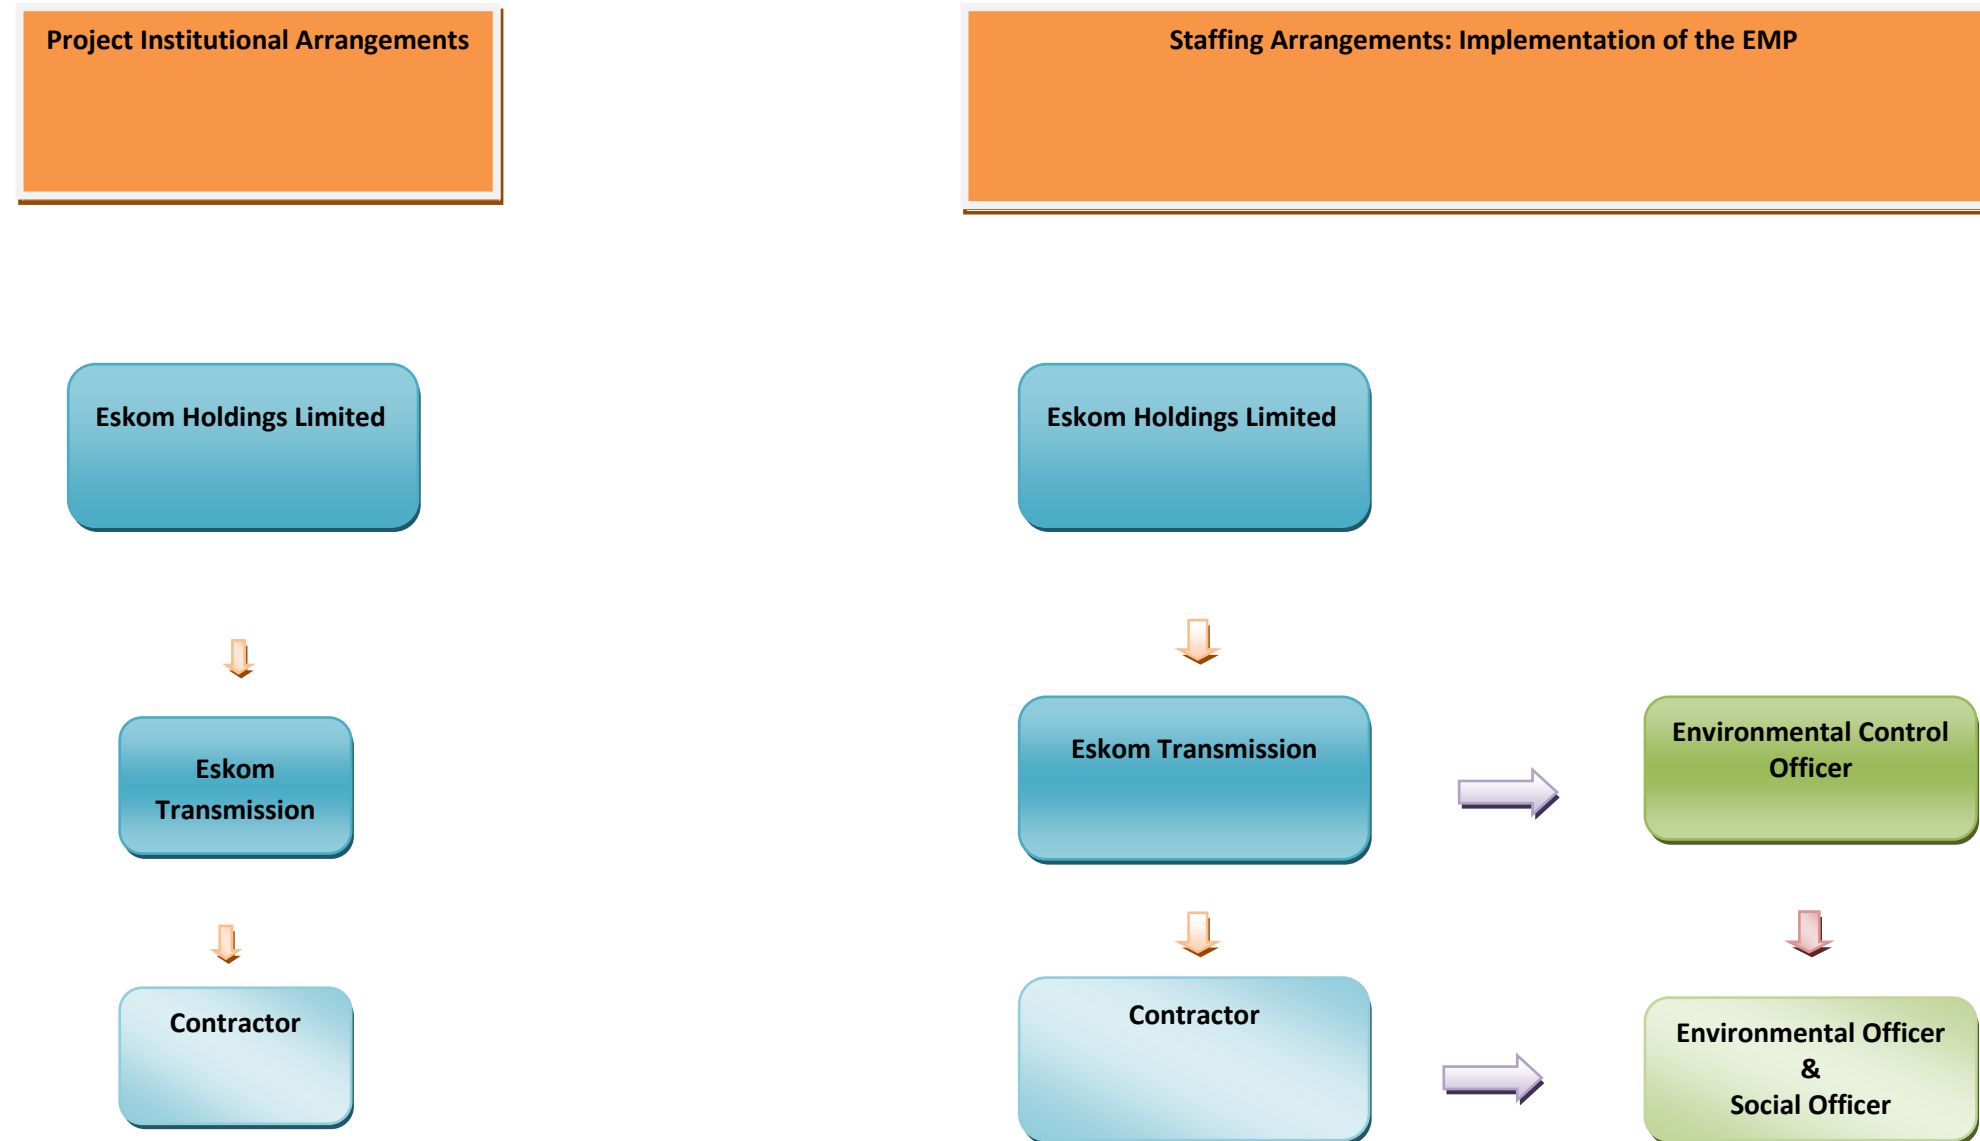 Project Institutional Arrangements
Staffing Arrangements: Implementation of the EMP
Eskom Holdings Limited
Eskom Holdings Limited
Eskom
Transmission
Eskom Transmission
Environmental Control
Officer
Contractor
Contractor
Environmental Officer
&
Social Officer